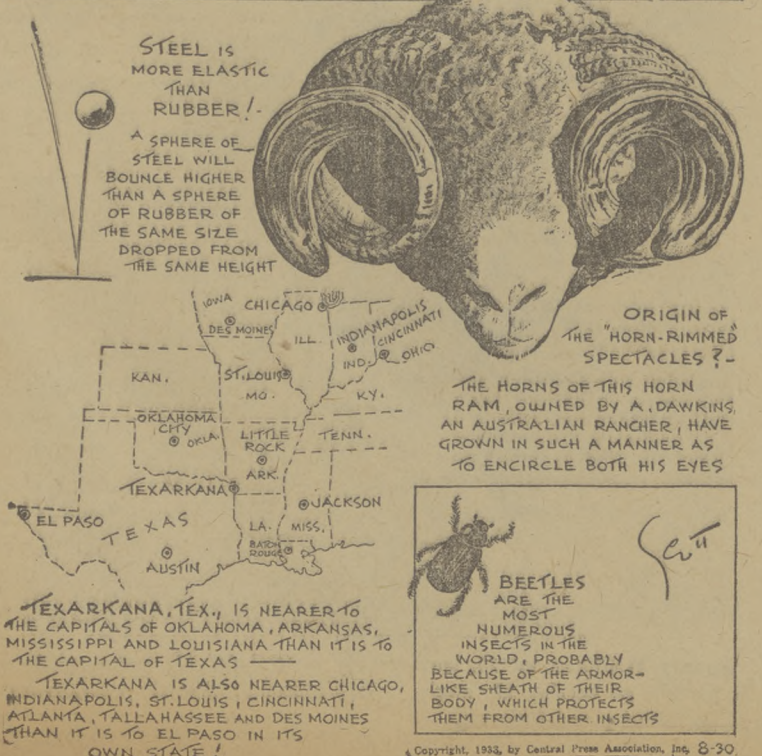 STEEL IS
MORE ELASTIC
THAN
RUBBER!-
A SPHERE OF
STEEL WILL
BOUNCE HIGHER
THAN A SPHERE
OF RUBBER OF
THE SAME SIZE
DROPPED FROM
THE SAME HEIGHT
ORIGIN OF
THE "HORN-RIMMED"
SPECTACLES?-
THE HORNS OF THIS HORN
RAM, OWNED BY A. DAWKINS,
AN AUSTRALIAN RANCHER, HAVE
GROWN IN SUCH A MANNER AS
TO ENCIRCLE BOTH HIS EYES
IOWA
CHICAGO
DES MOINES
ILL.
INDIANAPOLIS
CINCINNATI
IND.
OHIO
KAN.
ST. LOUIS
MO.
KY.
OKLAHOMA
CITY
OKLA.
LITTLE
ROCK
ARK.
TENN.
TEXARKANA
JACKSON
EL PASO
TEXAS
LA.
MISS.
BATON
ROUGE
AUSTIN
TEXARKANA, TEX., IS NEARER TO
THE CAPITALS OF OKLAHOMA, ARKANSAS,
MISSISSIPPI AND LOUISIANA THAN IT IS TO
THE CAPITAL OF TEXAS —
TEXARKANA IS ALSO NEARER CHICAGO,
INDIANAPOLIS, ST. LOUIS, CINCINNATI,
ATLANTA, TALLAHASSEE AND DES MOINES
THAN IT IS TO EL PASO IN ITS
OWN STATE!
SCOTT
BEETLES
ARE THE
MOST
NUMEROUS
INSECTS IN THE
WORLD, PROBABLY
BECAUSE OF THE ARMOR-
LIKE SHEATH OF THEIR
BODY, WHICH PROTECTS
THEM FROM OTHER INSECTS
Copyright, 1933, by Central Press Association, Inc. 8-30